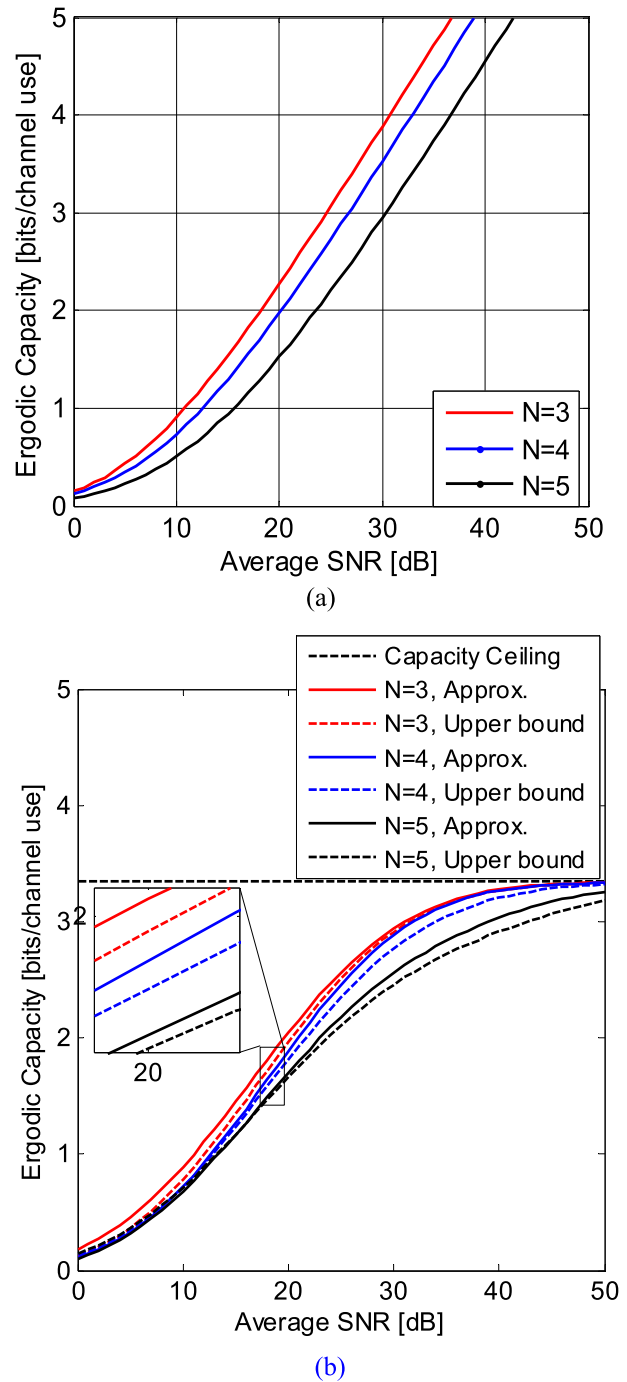 5
4
3
2
1
0
Ergodic Capacity [bits/channel use]
N=3
N=4
N=5
0 10 20 30 40 50
Average SNR [dB]
(a)
Capacity Ceiling
N=3, Approx.
N=3, Upper bound
N=4, Approx.
N=4, Upper bound
N=5, Approx.
N=5, Upper bound
5
4
3
2
1
0
Ergodic Capacity [bits/channel use]
2
20
0 10 20 30 40 50
Average SNR [dB]
(b)